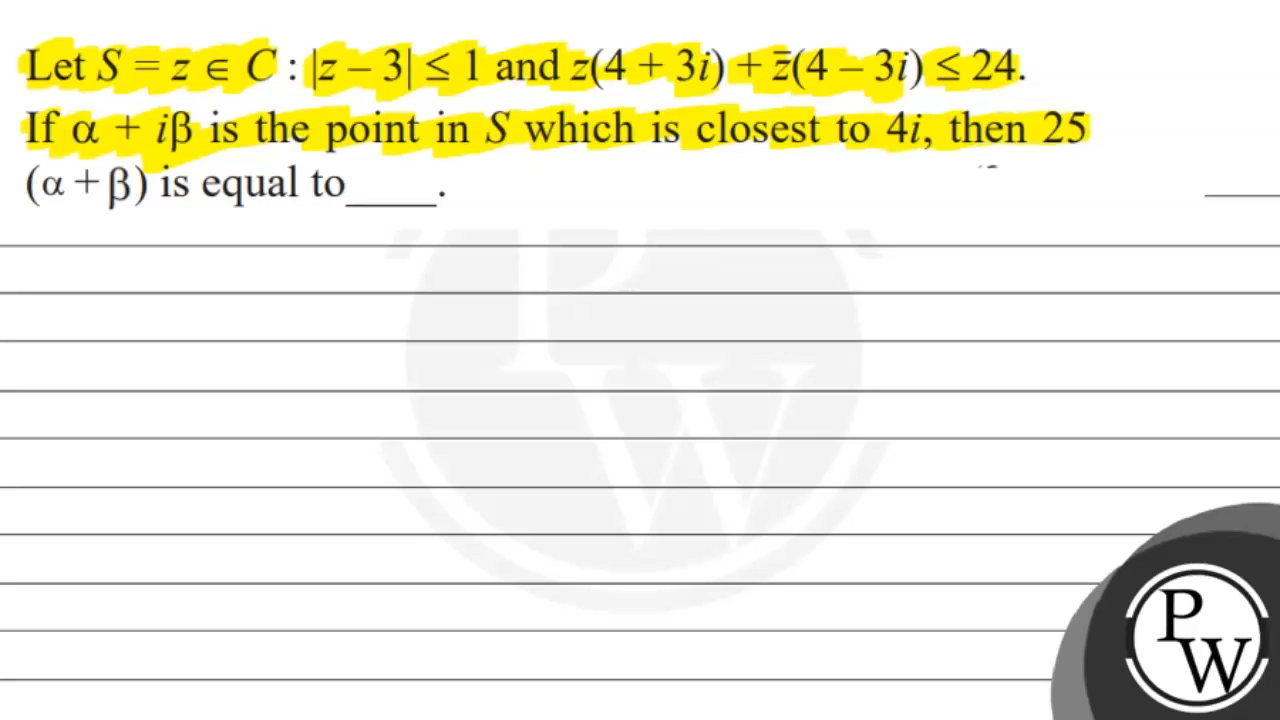 Let S = z ∈ C : |z – 3| ≤ 1 and z(4 + 3i) + z̄(4 – 3i) ≤ 24.
If α + iβ is the point in S which is closest to 4i, then 25
(α + β) is equal to____.
PW
PW